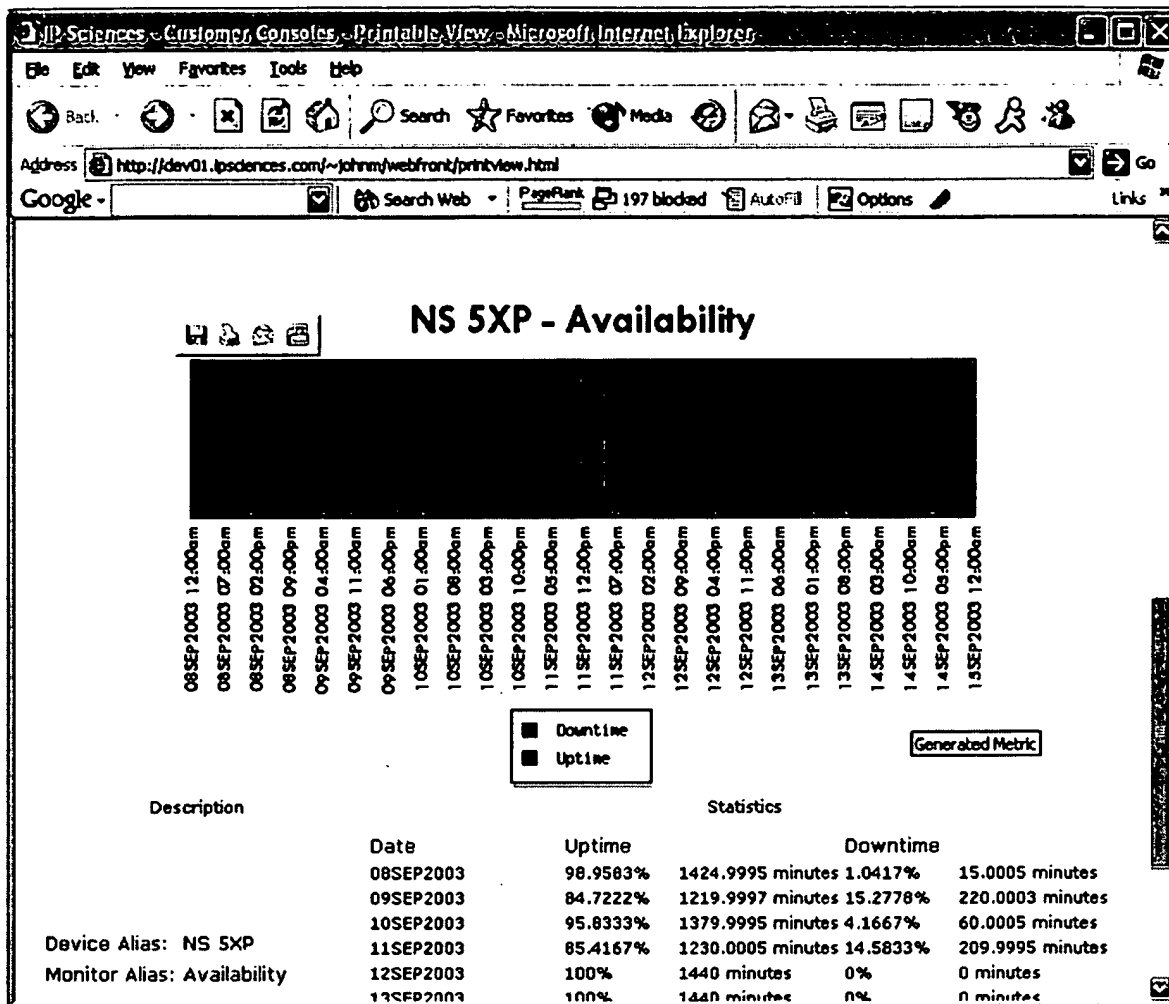 IP Sciences - Customer Consoles - Printable View - Microsoft Internet Explorer
File Edit View Favorites Tools Help
Back Search Favorites Media
Address http://dev01.ipsciences.com/~johnm/webfront/printview.html Go
Google Search Web PageRank 197 blocked AutoFill Options Links »
NS 5XP - Availability
08SEP2003 12:00am
08SEP2003 07:00am
08SEP2003 02:00pm
08SEP2003 09:00pm
09SEP2003 04:00am
09SEP2003 11:00am
09SEP2003 06:00pm
10SEP2003 01:00am
10SEP2003 08:00am
10SEP2003 03:00pm
10SEP2003 10:00pm
11SEP2003 05:00am
11SEP2003 12:00pm
11SEP2003 07:00pm
12SEP2003 02:00am
12SEP2003 09:00am
12SEP2003 04:00pm
12SEP2003 11:00pm
13SEP2003 06:00am
13SEP2003 01:00pm
13SEP2003 08:00pm
14SEP2003 03:00am
14SEP2003 10:00am
14SEP2003 05:00pm
15SEP2003 12:00am
Downtime
Uptime
Generated Metric
Description Statistics
Date Uptime Downtime
08SEP2003 98.9583% 1424.9995 minutes 1.0417% 15.0005 minutes
09SEP2003 84.7222% 1219.9997 minutes 15.2778% 220.0003 minutes
10SEP2003 95.8333% 1379.9995 minutes 4.1667% 60.0005 minutes
Device Alias: NS 5XP
11SEP2003 85.4167% 1230.0005 minutes 14.5833% 209.9995 minutes
Monitor Alias: Availability
12SEP2003 100% 1440 minutes 0% 0 minutes
13SEP2003 100% 1440 minutes 0% 0 minutes